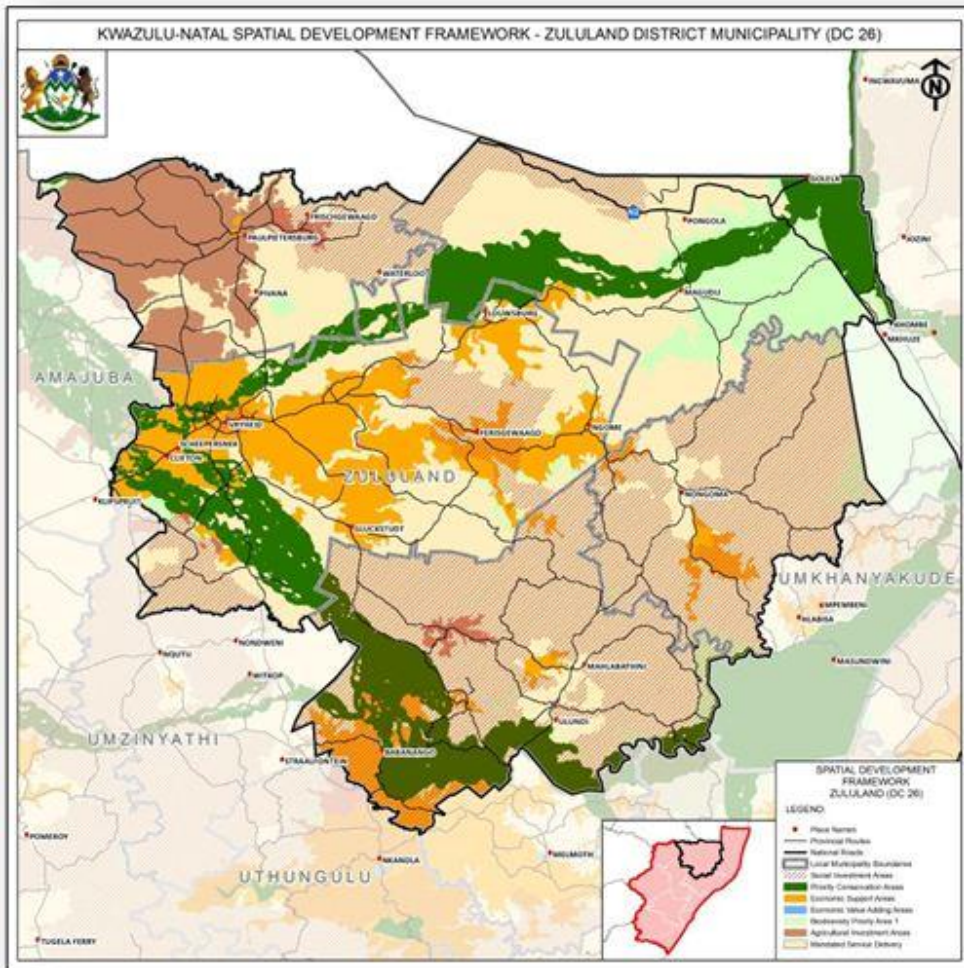 KWAZULU-NATAL SPATIAL DEVELOPMENT FRAMEWORK - ZULULAND DISTRICT MUNICIPALITY (DC 26)
N
INGWAVUMA
GOLELA
FRISCHGEWAAGD
PAULPIETERSBURG
PONGOLA
JOZINI
WATERLOO
PIVANA
MAGUDU
LOUWSBURG
KHOMBE
MKHUZE
AMAJUBA
VRYHEID
NGOME
SCHEEPERSNEK
CLIFTON
ZULULAND
NONGOMA
GLUCKSTADT
UMKHANYAKUDE
MPEMBENI
HLABISA
NONDWENI
NQUTU
MAHLABATHINI
MASUNDWINI
WITKOP
ULUNDI
UMZINYATHI
BABANANGO
STRAALFONTEIN
POMEROY
NKANDLA
MELMOTH
UTHUNGULU
TUGELA FERRY
SPATIAL DEVELOPMENT
FRAMEWORK
ZULULAND (DC 26)
LEGEND:
Place Names
Provincial Routes
National Roads
Local Municipality Boundaries
Social Investment Areas
Priority Conservation Areas
Economic Support Areas
Economic Value Adding Areas
Biodiversity Priority Area 1
Agricultural Investment Areas
Mandated Service Delivery